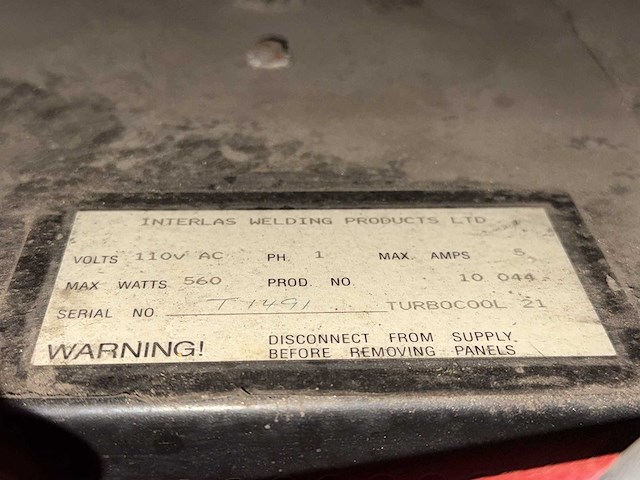 INTERLAS WELDING PRODUCTS LTD
VOLTS 110V AC PH. 1 MAX. AMPS 5
MAX WATTS 560 PROD. NO. 10 044
SERIAL NO. T 1491 TURBOCOOL 21
WARNING! DISCONNECT FROM SUPPLY
BEFORE REMOVING PANELS